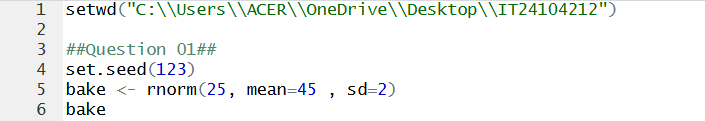 1 setwd("C:\\Users\\ACER\\OneDrive\\Desktop\\IT24104212")
2
3 ##Question 01##
4 set.seed(123)
5 bake <- rnorm(25, mean=45 , sd=2)
6 bake